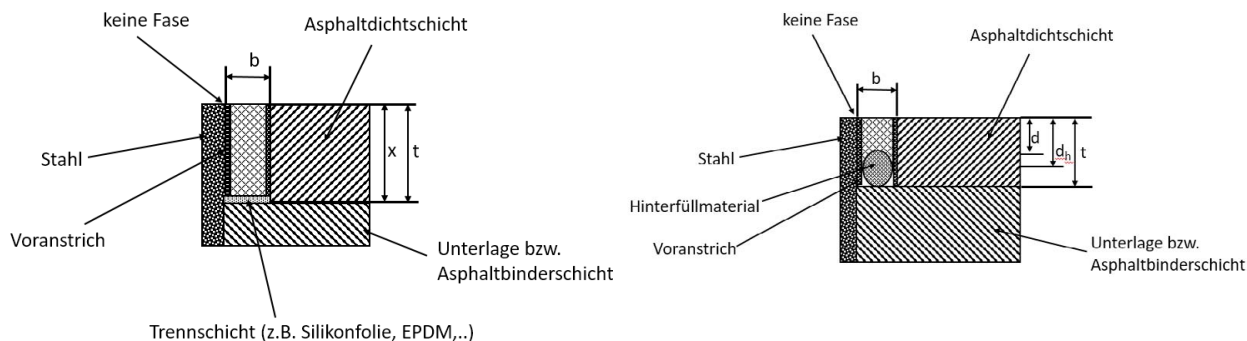 keine Fase
Asphaltdichtschicht
b
x
t
Stahl
Voranstrich
Unterlage bzw.
Asphaltbinderschicht
Trennschicht (z.B. Silikonfolie, EPDM,..)
keine Fase
Asphaltdichtschicht
b
d
dh
t
Stahl
Hinterfüllmaterial
Voranstrich
Unterlage bzw.
Asphaltbinderschicht